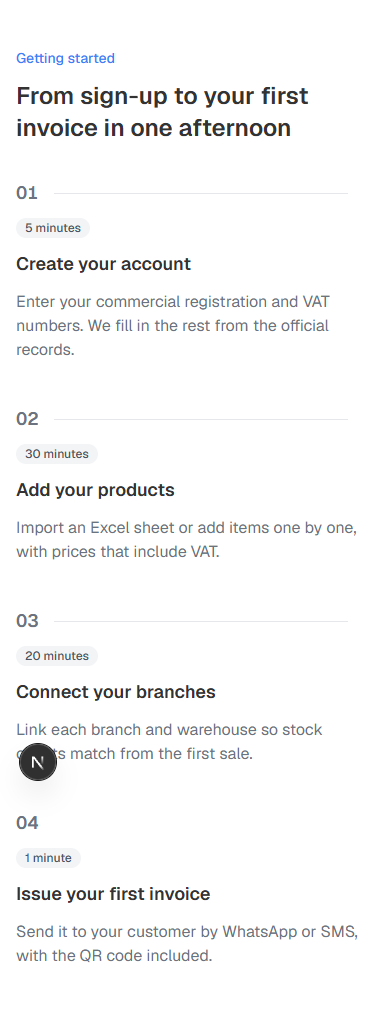 Getting started
From sign-up to your first
invoice in one afternoon
01
5 minutes
Create your account
Enter your commercial registration and VAT
numbers. We fill in the rest from the official
records.
02
30 minutes
Add your products
Import an Excel sheet or add items one by one,
with prices that include VAT.
03
20 minutes
Connect your branches
Link each branch and warehouse so stock
match from the first sale.
N
04
1 minute
Issue your first invoice
Send it to your customer by WhatsApp or SMS,
with the QR code included.